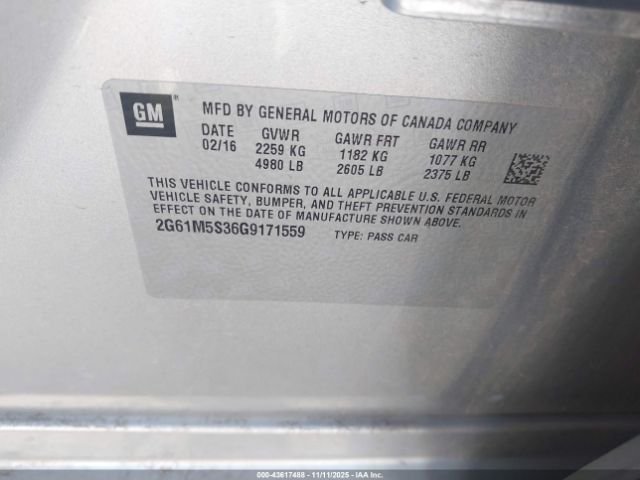 GM ®
MFD BY GENERAL MOTORS OF CANADA COMPANY
DATE GVWR GAWR FRT GAWR RR
02/16 2259 KG 1182 KG 1077 KG
4980 LB 2605 LB 2375 LB
THIS VEHICLE CONFORMS TO ALL APPLICABLE U.S. FEDERAL MOTOR
VEHICLE SAFETY, BUMPER, AND THEFT PREVENTION STANDARDS IN
EFFECT ON THE DATE OF MANUFACTURE SHOWN ABOVE.
2G61M5S36G9171559 TYPE: PASS CAR
000-43617488 - 11/11/2025 - IAAI.COM